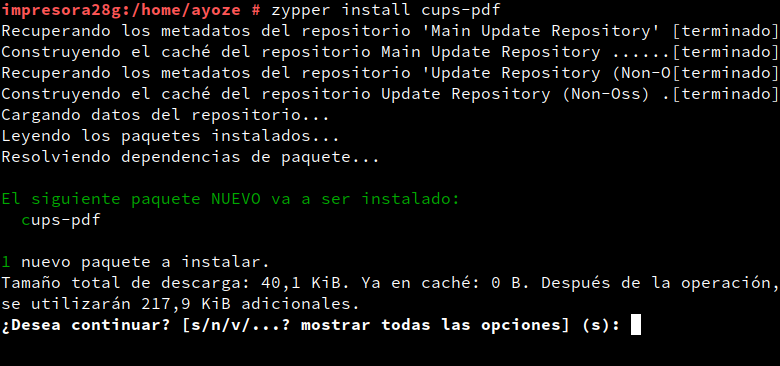 impresora28g:/home/ayoze # zypper install cups-pdf
Recuperando los metadatos del repositorio 'Main Update Repository' [terminado]
Construyendo el caché del repositorio Main Update Repository ......[terminado]
Recuperando los metadatos del repositorio 'Update Repository (Non-O[terminado]
Construyendo el caché del repositorio Update Repository (Non-Oss) .[terminado]
Cargando datos del repositorio...
Leyendo los paquetes instalados...
Resolviendo dependencias de paquete...
El siguiente paquete NUEVO va a ser instalado:
cups-pdf
1 nuevo paquete a instalar.
Tamaño total de descarga: 40,1 KiB. Ya en caché: 0 B. Después de la operación,
se utilizarán 217,9 KiB adicionales.
¿Desea continuar? [s/n/v/...? mostrar todas las opciones] (s):